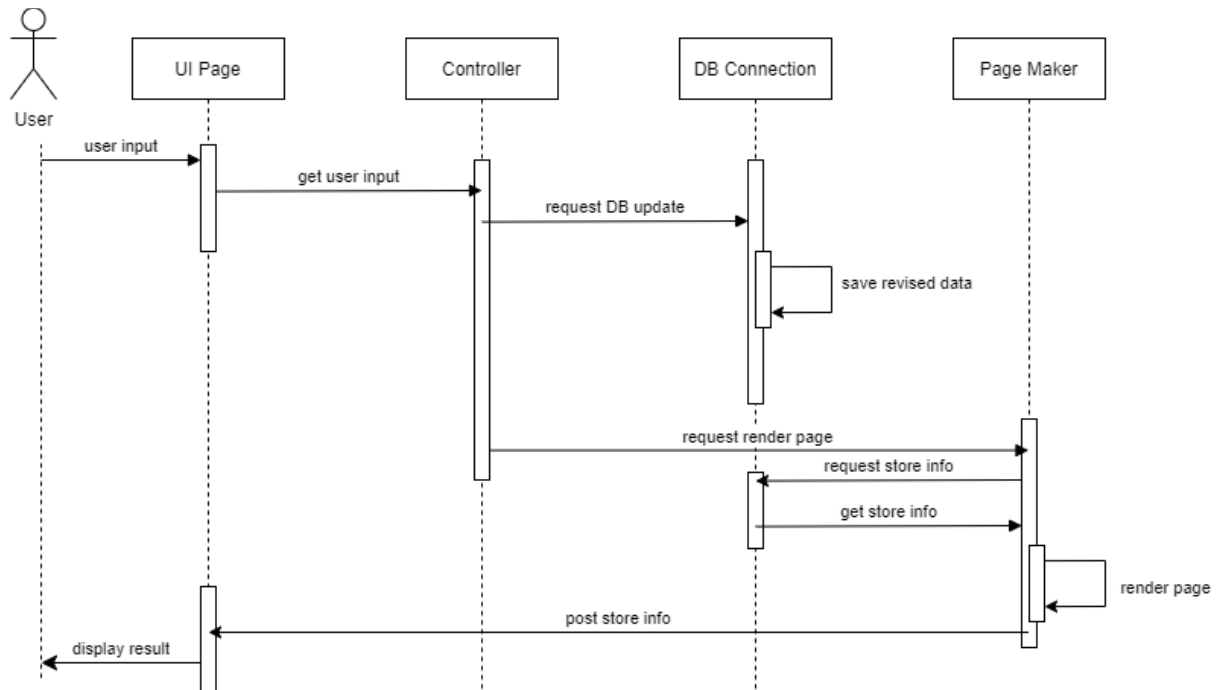 UI Page
Controller
DB Connection
Page Maker
User
user input
get user input
request DB update
save revised data
request render page
request store info
get store info
render page
post store info
display result